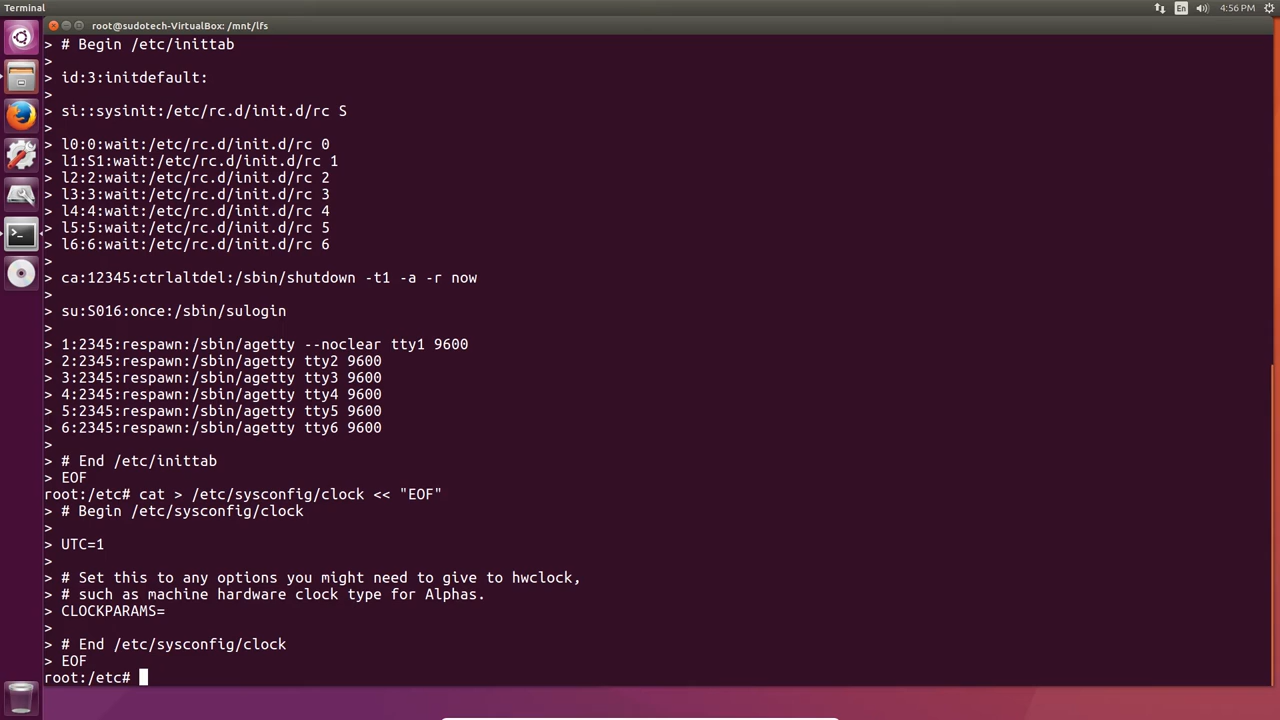 Terminal
En
4:56 PM
root@sudotech-VirtualBox: /mnt/lfs
> # Begin /etc/inittab
>
> id:3:initdefault:
>
> si::sysinit:/etc/rc.d/init.d/rc S
>
> l0:0:wait:/etc/rc.d/init.d/rc 0
> l1:S1:wait:/etc/rc.d/init.d/rc 1
> l2:2:wait:/etc/rc.d/init.d/rc 2
> l3:3:wait:/etc/rc.d/init.d/rc 3
> l4:4:wait:/etc/rc.d/init.d/rc 4
> l5:5:wait:/etc/rc.d/init.d/rc 5
> l6:6:wait:/etc/rc.d/init.d/rc 6
>
> ca:12345:ctrlaltdel:/sbin/shutdown -t1 -a -r now
>
> su:S016:once:/sbin/sulogin
>
> 1:2345:respawn:/sbin/agetty --noclear tty1 9600
> 2:2345:respawn:/sbin/agetty tty2 9600
> 3:2345:respawn:/sbin/agetty tty3 9600
> 4:2345:respawn:/sbin/agetty tty4 9600
> 5:2345:respawn:/sbin/agetty tty5 9600
> 6:2345:respawn:/sbin/agetty tty6 9600
>
> # End /etc/inittab
> EOF
root:/etc# cat > /etc/sysconfig/clock << "EOF"
> # Begin /etc/sysconfig/clock
>
> UTC=1
>
> # Set this to any options you might need to give to hwclock,
> # such as machine hardware clock type for Alphas.
> CLOCKPARAMS=
>
> # End /etc/sysconfig/clock
> EOF
root:/etc#